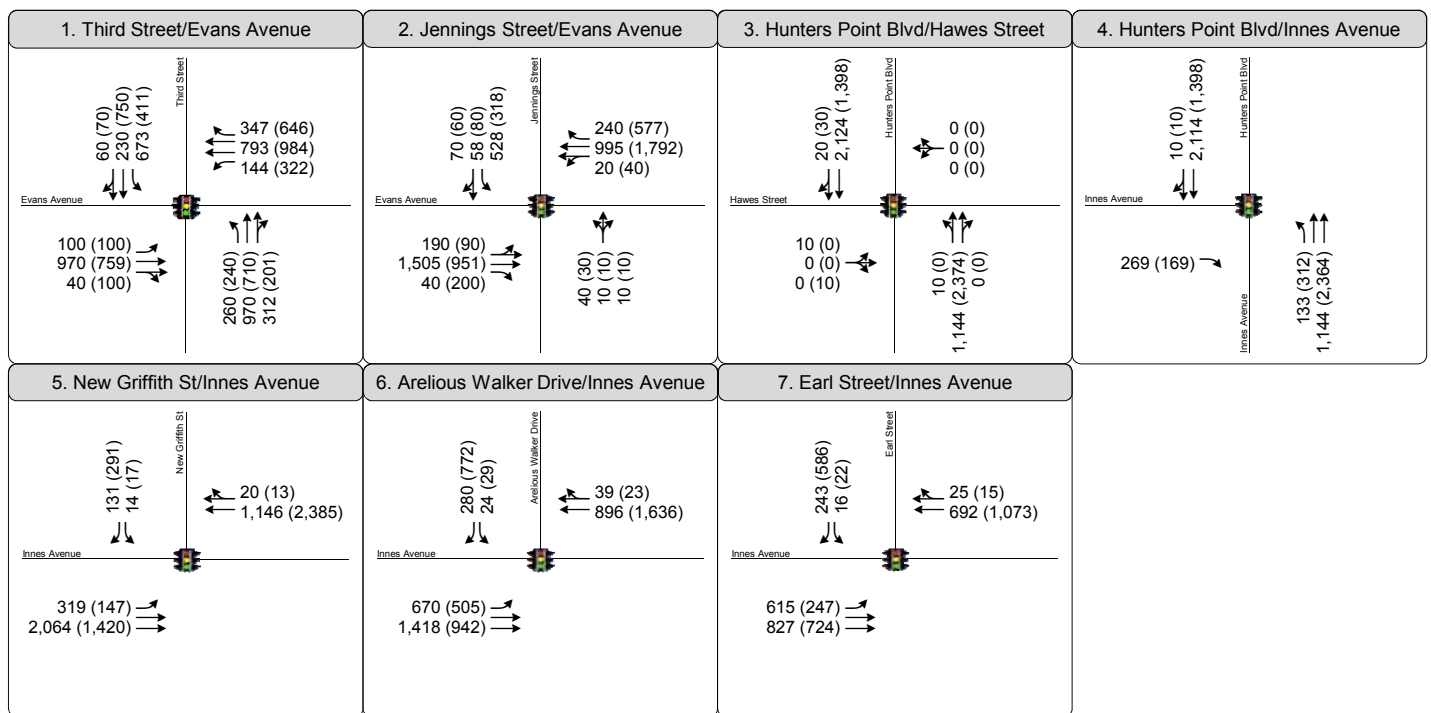 1. Third Street/Evans Avenue
60 (70)
230 (750)
673 (411)
Third Street
347 (646)
793 (984)
144 (322)
Evans Avenue
100 (100)
970 (759)
40 (100)
260 (240)
970 (710)
312 (201)
2. Jennings Street/Evans Avenue
70 (60)
58 (80)
528 (318)
Jennings Street
240 (577)
995 (1,792)
20 (40)
Evans Avenue
190 (90)
1,505 (951)
40 (200)
40 (30)
10 (10)
10 (10)
3. Hunters Point Blvd/Hawes Street
20 (30)
2,124 (1,398)
Hunters Point Blvd
0 (0)
0 (0)
0 (0)
Hawes Street
10 (0)
0 (0)
0 (10)
10 (0)
1,144 (2,374)
0 (0)
4. Hunters Point Blvd/Innes Avenue
10 (10)
2,114 (1,398)
Hunters Point Blvd
Innes Avenue
269 (169)
Innes Avenue
133 (312)
1,144 (2,364)
5. New Griffith St/Innes Avenue
131 (291)
14 (17)
New Griffith St
20 (13)
1,146 (2,385)
Innes Avenue
319 (147)
2,064 (1,420)
6. Arelious Walker Drive/Innes Avenue
280 (772)
24 (29)
Arelious Walker Drive
39 (23)
896 (1,636)
Innes Avenue
670 (505)
1,418 (942)
7. Earl Street/Innes Avenue
243 (586)
16 (22)
Earl Street
25 (15)
692 (1,073)
Innes Avenue
615 (247)
827 (724)